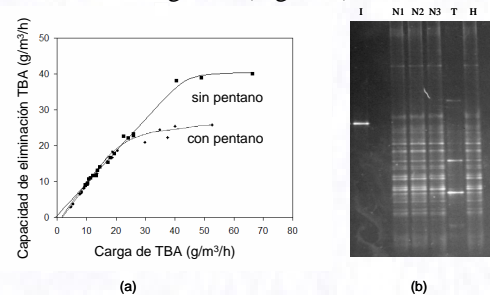 I N1 N2 N3 T H
Capacidad de eliminación TBA (g/m³/h)
50
40
30
20
10
0
sin pentano
con pentano
0 10 20 30 40 50 60 70 80
Carga de TBA (g/m³/h)
(a) (b)